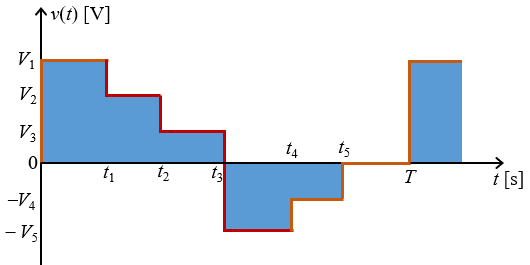 v(t) [V]
V₁
V₂
V₃
t₄
t₅
0
t₁
t₂
t₃
T
t [s]
−V₄
−V₅